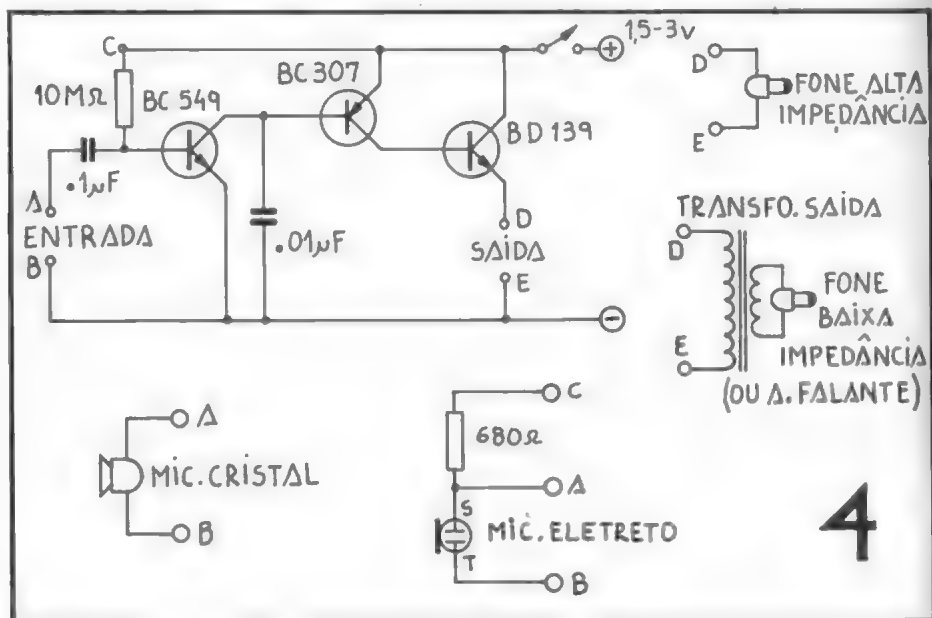 C
1,5-3v
+
10MΩ
BC 549
BC 307
BD 139
.1µF
A
ENTRADA
B
.01µF
D
SAÍDA
E
-
D
FONE ALTA
IMPEDÂNCIA
E
TRANSFO. SAÍDA
D
FONE
BAIXA
IMPEDÂNCIA
(OU A. FALANTE)
E
A
MIC. CRISTAL
B
C
680Ω
A
S
MIC. ELETRETO
T
B
4